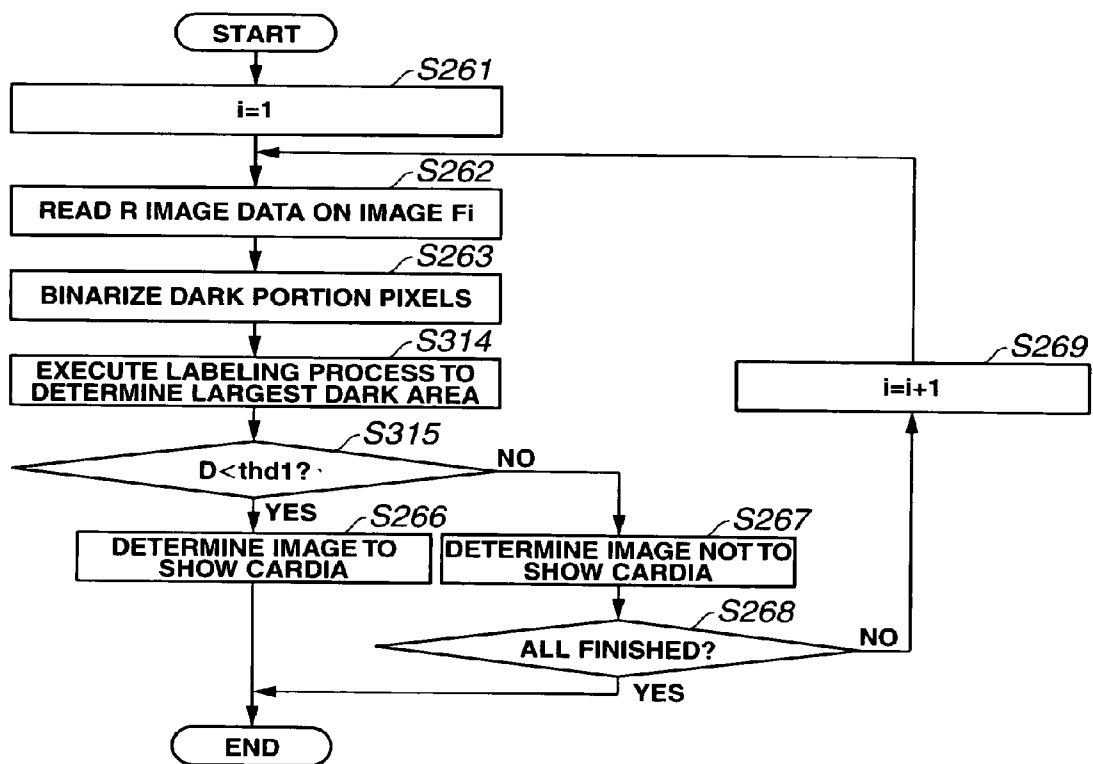 START
S261
i=1
S262
READ R IMAGE DATA ON IMAGE Fi
S263
BINARIZE DARK PORTION PIXELS
S314
EXECUTE LABELING PROCESS TO
DETERMINE LARGEST DARK AREA
S269
i=i+1
S315
D<thd1?
NO
YES
S266
DETERMINE IMAGE TO
SHOW CARDIA
S267
DETERMINE IMAGE NOT TO
SHOW CARDIA
S268
ALL FINISHED?
NO
YES
END